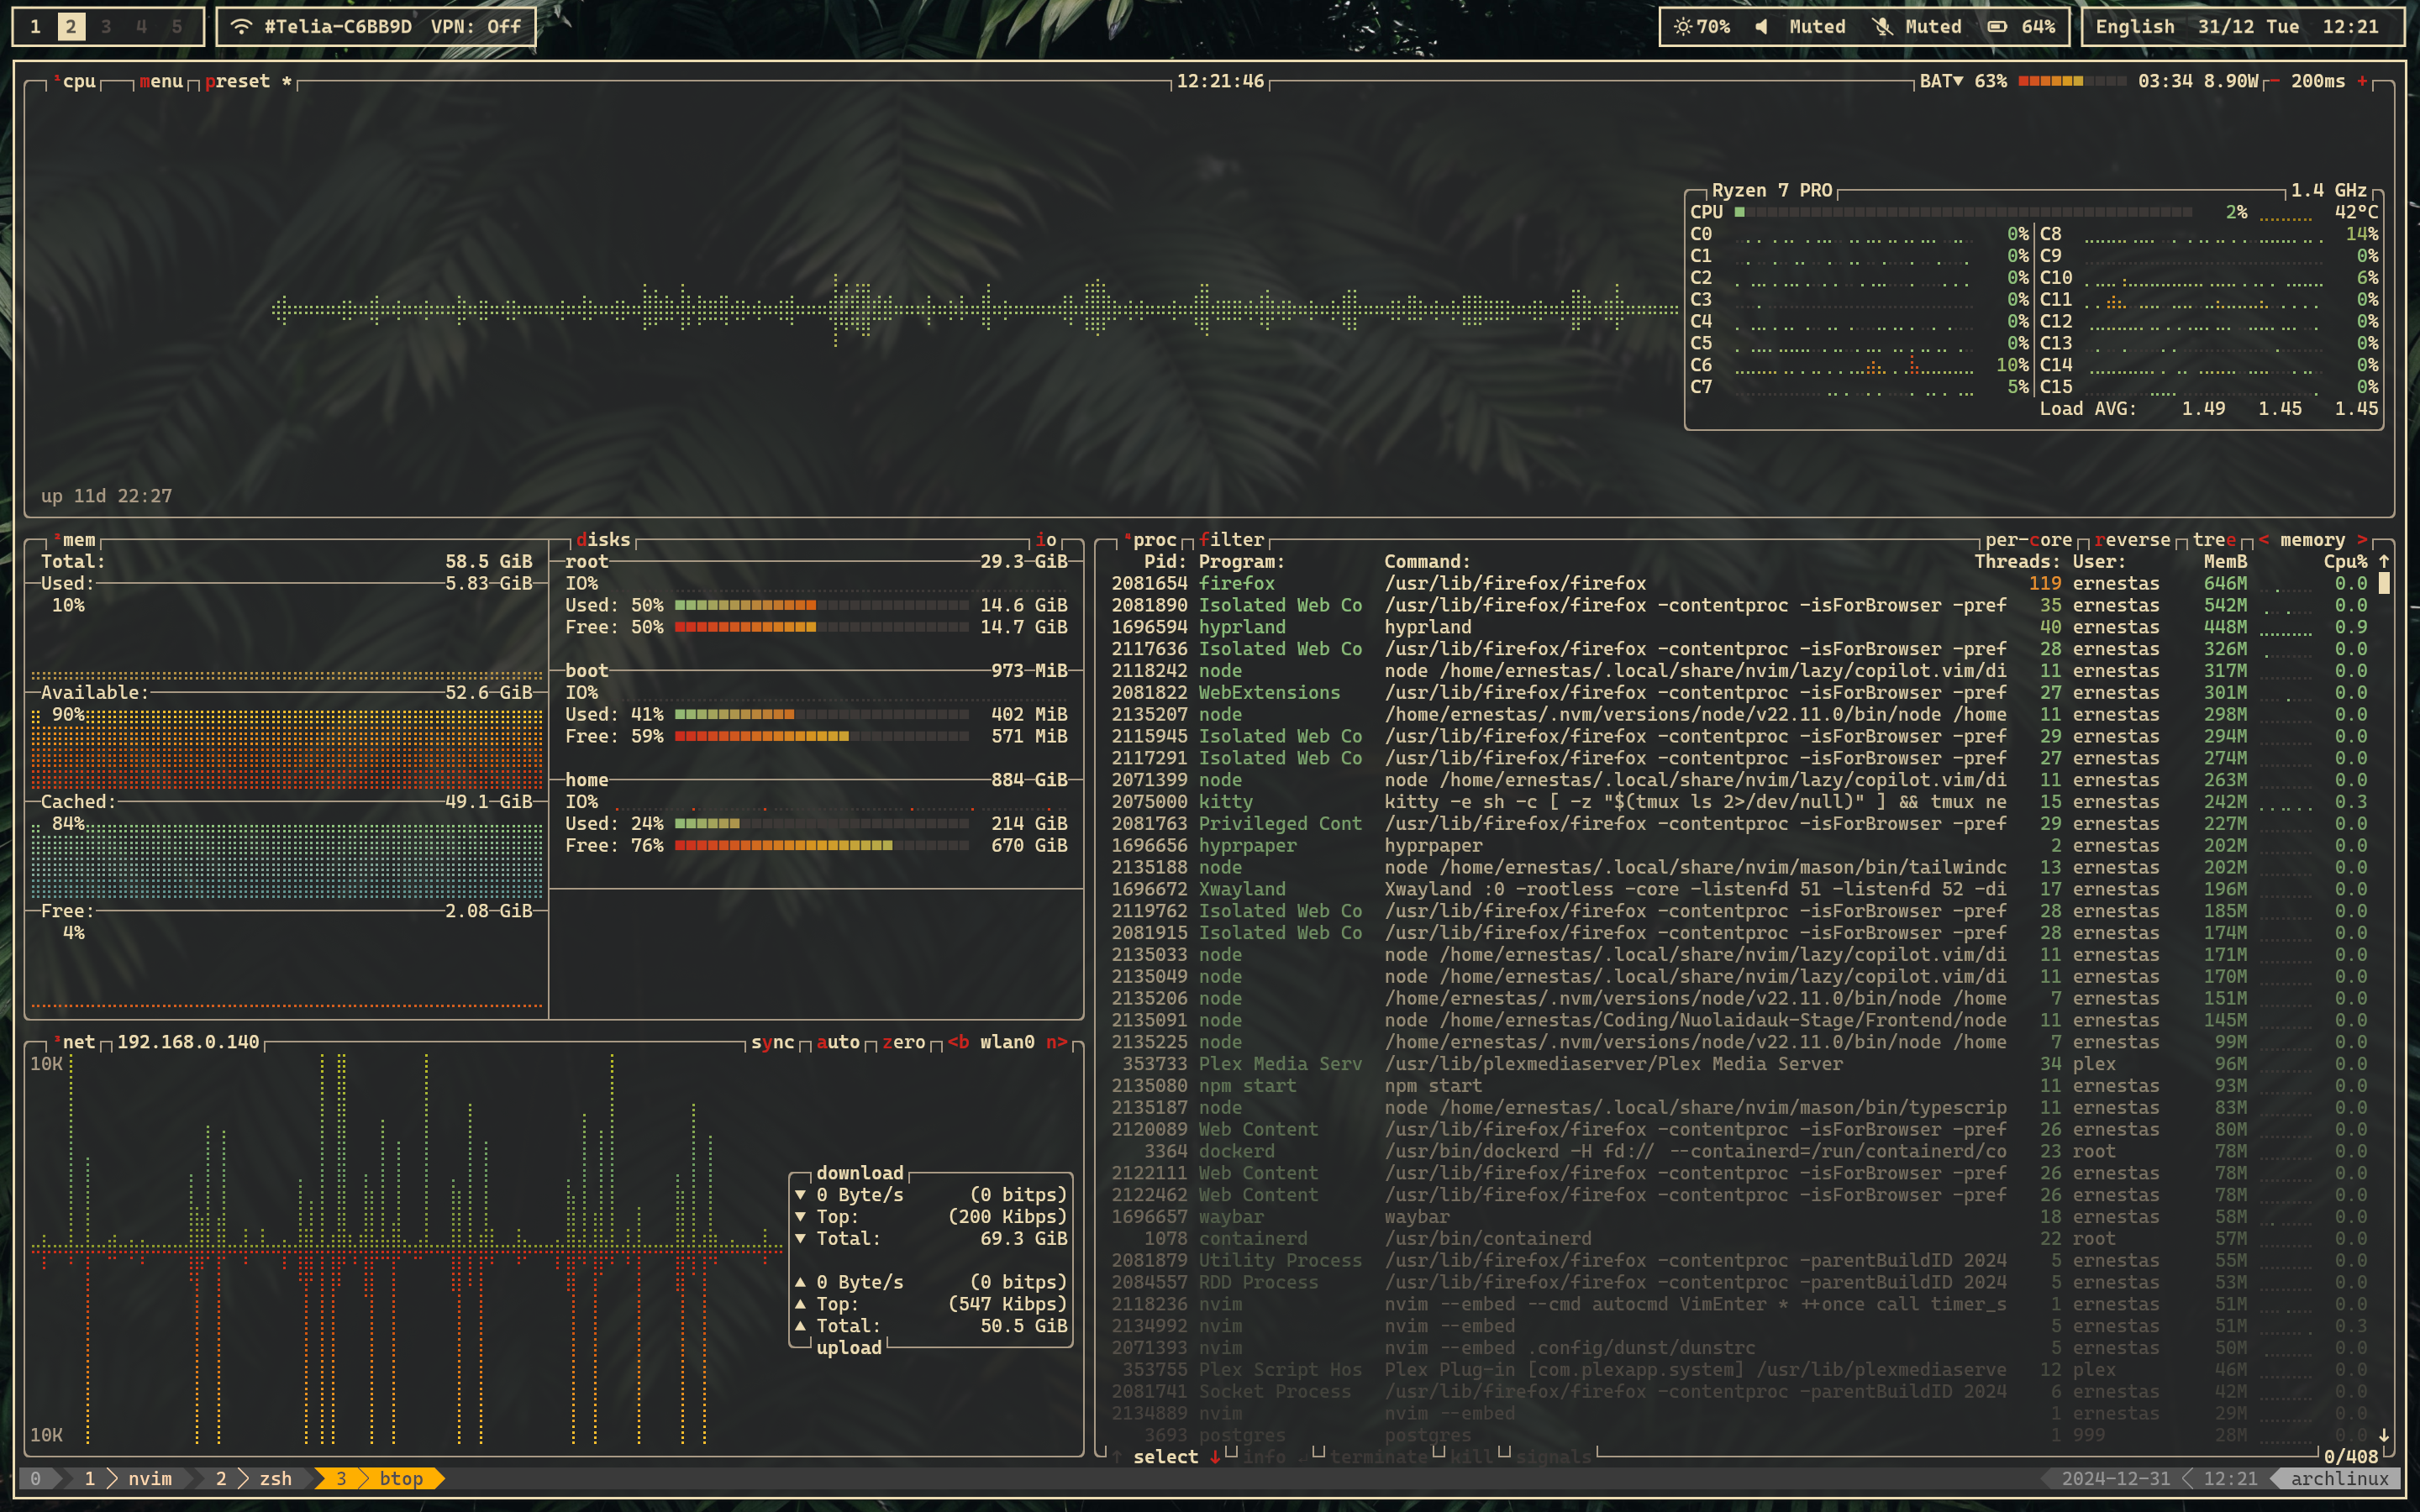 1 2 3 4 5 #Telia-C6BB9D VPN: Off 70% Muted Muted 64% English 31/12 Tue 12:21
¹cpu menu preset * 12:21:46 BAT▼ 63% 03:34 8.90W - 200ms +
Ryzen 7 PRO 1.4 GHz
CPU 2% 42°C
C0 0% C8 14%
C1 0% C9 0%
C2 0% C10 6%
C3 0% C11 0%
C4 0% C12 0%
C5 0% C13 0%
C6 10% C14 0%
C7 5% C15 0%
Load AVG: 1.49 1.45 1.45
up 11d 22:27
²mem
Total: 58.5 GiB
Used: 5.83 GiB
10%
Available: 52.6 GiB
90%
Cached: 49.1 GiB
84%
Free: 2.08 GiB
4%
disks io
root 29.3 GiB
IO%
Used: 50% 14.6 GiB
Free: 50% 14.7 GiB
boot 973 MiB
IO%
Used: 41% 402 MiB
Free: 59% 571 MiB
home 884 GiB
IO%
Used: 24% 214 GiB
Free: 76% 670 GiB
³net 192.168.0.140 sync auto zero <b wlan0 n>
10K
download
▼ 0 Byte/s (0 bitps)
▼ Top: (200 Kibps)
▼ Total: 69.3 GiB
▲ 0 Byte/s (0 bitps)
▲ Top: (547 Kibps)
▲ Total: 50.5 GiB
upload
10K
⁴proc filter per-core reverse tree < memory >
Pid: Program: Command: Threads: User: MemB Cpu% ↑
2081654 firefox /usr/lib/firefox/firefox 119 ernestas 646M 0.0
2081890 Isolated Web Co /usr/lib/firefox/firefox -contentproc -isForBrowser -pref 35 ernestas 542M 0.0
1696594 hyprland hyprland 40 ernestas 448M 0.9
2117636 Isolated Web Co /usr/lib/firefox/firefox -contentproc -isForBrowser -pref 28 ernestas 326M 0.0
2118242 node node /home/ernestas/.local/share/nvim/lazy/copilot.vim/di 11 ernestas 317M 0.0
2081822 WebExtensions /usr/lib/firefox/firefox -contentproc -isForBrowser -pref 27 ernestas 301M 0.0
2135207 node /home/ernestas/.nvm/versions/node/v22.11.0/bin/node /home 11 ernestas 298M 0.0
2115945 Isolated Web Co /usr/lib/firefox/firefox -contentproc -isForBrowser -pref 29 ernestas 294M 0.0
2117291 Isolated Web Co /usr/lib/firefox/firefox -contentproc -isForBrowser -pref 27 ernestas 274M 0.0
2071399 node node /home/ernestas/.local/share/nvim/lazy/copilot.vim/di 11 ernestas 263M 0.0
2075000 kitty kitty -e sh -c [ -z "$(tmux ls 2>/dev/null)" ] && tmux ne 15 ernestas 242M 0.3
2081763 Privileged Cont /usr/lib/firefox/firefox -contentproc -isForBrowser -pref 29 ernestas 227M 0.0
1696656 hyprpaper hyprpaper 2 ernestas 202M 0.0
2135188 node node /home/ernestas/.local/share/nvim/mason/bin/tailwindc 13 ernestas 202M 0.0
1696672 Xwayland Xwayland :0 -rootless -core -listenfd 51 -listenfd 52 -di 17 ernestas 196M 0.0
2119762 Isolated Web Co /usr/lib/firefox/firefox -contentproc -isForBrowser -pref 28 ernestas 185M 0.0
2081915 Isolated Web Co /usr/lib/firefox/firefox -contentproc -isForBrowser -pref 28 ernestas 174M 0.0
2135033 node node /home/ernestas/.local/share/nvim/lazy/copilot.vim/di 11 ernestas 171M 0.0
2135049 node node /home/ernestas/.local/share/nvim/lazy/copilot.vim/di 11 ernestas 170M 0.0
2135206 node /home/ernestas/.nvm/versions/node/v22.11.0/bin/node /home 7 ernestas 151M 0.0
2135091 node node /home/ernestas/Coding/Nuolaidauk-Stage/Frontend/node 11 ernestas 145M 0.0
2135225 node /home/ernestas/.nvm/versions/node/v22.11.0/bin/node /home 7 ernestas 99M 0.0
353733 Plex Media Serv /usr/lib/plexmediaserver/Plex Media Server 34 plex 96M 0.0
2135080 npm start npm start 11 ernestas 93M 0.0
2135187 node node /home/ernestas/.local/share/nvim/mason/bin/typescrip 11 ernestas 83M 0.0
2120089 Web Content /usr/lib/firefox/firefox -contentproc -isForBrowser -pref 26 ernestas 80M 0.0
3364 dockerd /usr/bin/dockerd -H fd:// --containerd=/run/containerd/co 23 root 78M 0.0
2122111 Web Content /usr/lib/firefox/firefox -contentproc -isForBrowser -pref 26 ernestas 78M 0.0
2122462 Web Content /usr/lib/firefox/firefox -contentproc -isForBrowser -pref 26 ernestas 78M 0.0
1696657 waybar waybar 18 ernestas 58M 0.0
1078 containerd /usr/bin/containerd 22 root 57M 0.0
2081879 Utility Process /usr/lib/firefox/firefox -contentproc -parentBuildID 2024 5 ernestas 55M 0.0
2084557 RDD Process /usr/lib/firefox/firefox -contentproc -parentBuildID 2024 5 ernestas 53M 0.0
2118236 nvim nvim --embed --cmd autocmd VimEnter * ++once call timer_s 1 ernestas 51M 0.0
2134992 nvim nvim --embed 5 ernestas 51M 0.3
2071393 nvim nvim --embed .config/dunst/dunstrc 5 ernestas 50M 0.0
353755 Plex Script Hos Plex Plug-in [com.plexapp.system] /usr/lib/plexmediaserve 12 plex 46M 0.0
2081741 Socket Process /usr/lib/firefox/firefox -contentproc -parentBuildID 2024 6 ernestas 42M 0.0
2134889 nvim nvim --embed 1 ernestas 29M 0.0
3693 postgres postgres 1 999 28M 0.0 ↓
↑ select ↓ info terminate kill signals 0/408
0 1 nvim 2 zsh 3 btop 2024-12-31 12:21 archlinux